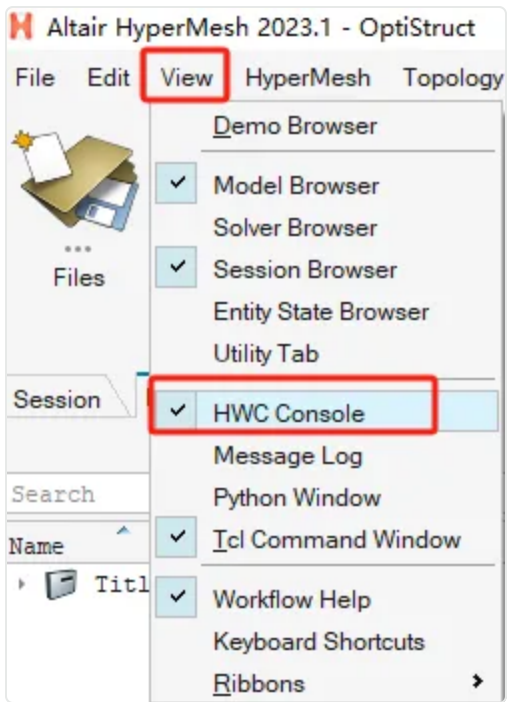 Altair HyperMesh 2023.1 - OptiStruct
File Edit View HyperMesh Topology
Demo Browser
Model Browser
Solver Browser
Files
Session Browser
Entity State Browser
Utility Tab
Session
HWC Console
Message Log
Search
Python Window
Name
Tcl Command Window
Titl
Workflow Help
Keyboard Shortcuts
Ribbons